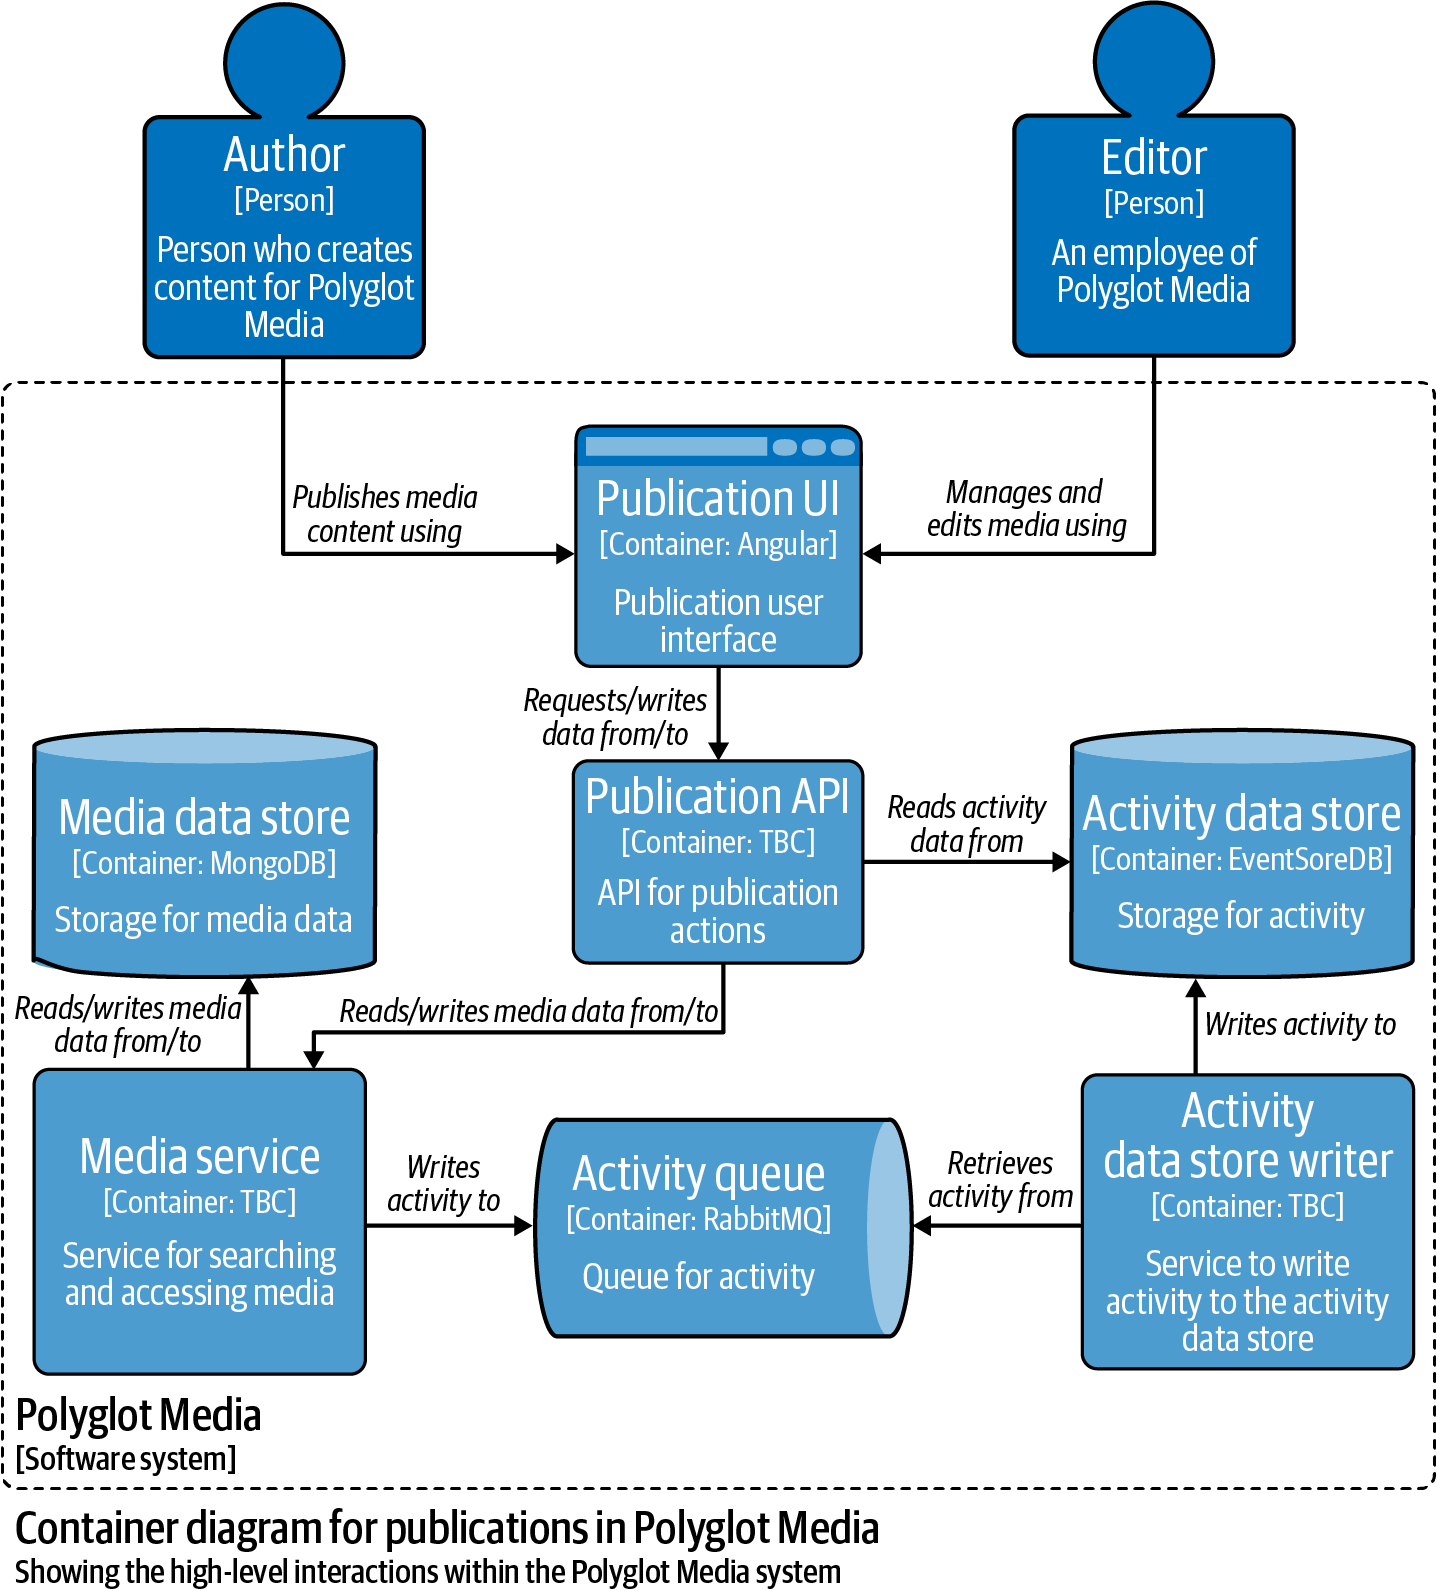 Author
[Person]
Person who creates
content for Polyglot
Media
Editor
[Person]
An employee of
Polyglot Media
Publishes media
content using
Publication UI
[Container: Angular]
Publication user
interface
Manages and
edits media using
Requests/writes
data from/to
Media data store
[Container: MongoDB]
Storage for media data
Publication API
[Container: TBC]
API for publication
actions
Reads activity
data from
Activity data store
[Container: EventSoreDB]
Storage for activity
Reads/writes media
data from/to
Reads/writes media data from/to
Writes activity to
Media service
[Container: TBC]
Service for searching
and accessing media
Writes
activity to
Activity queue
[Container: RabbitMQ]
Queue for activity
Retrieves
activity from
Activity
data store writer
[Container: TBC]
Service to write
activity to the activity
data store
Polyglot Media
[Software system]
Container diagram for publications in Polyglot Media
Showing the high-level interactions within the Polyglot Media system